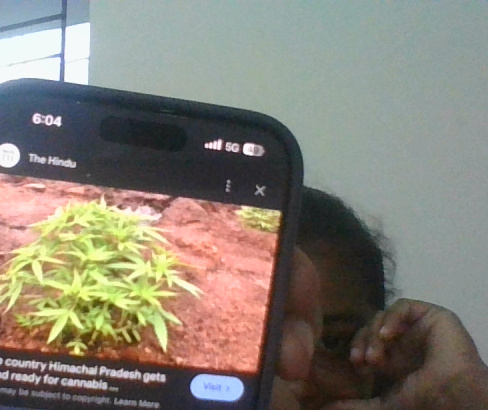 6:04
5G
The Hindu
country Himachal Pradesh gets
ready for cannabis ...
Visit >
may be subject to copyright. Learn More